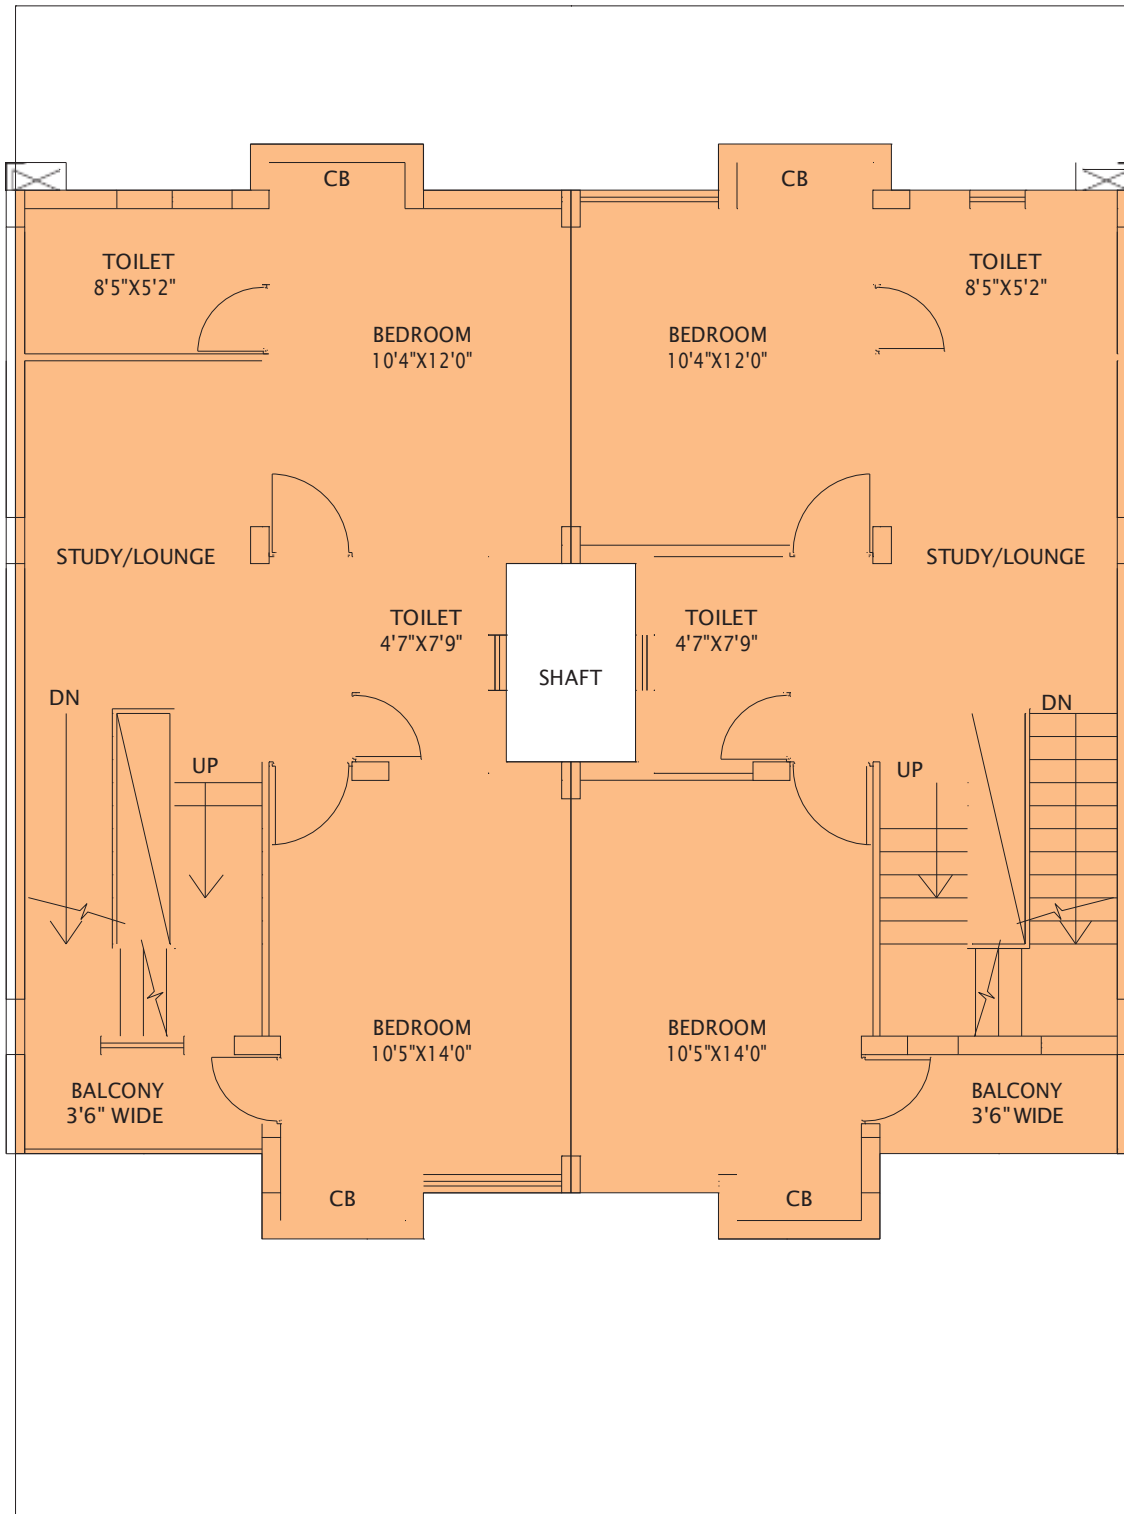 CB
CB
TOILET
8'5"X5'2"
TOILET
8'5"X5'2"
BEDROOM
10'4"X12'0"
BEDROOM
10'4"X12'0"
STUDY/LOUNGE
STUDY/LOUNGE
TOILET
4'7"X7'9"
TOILET
4'7"X7'9"
SHAFT
DN
DN
UP
UP
BEDROOM
10'5"X14'0"
BEDROOM
10'5"X14'0"
BALCONY
3'6" WIDE
BALCONY
3'6" WIDE
CB
CB